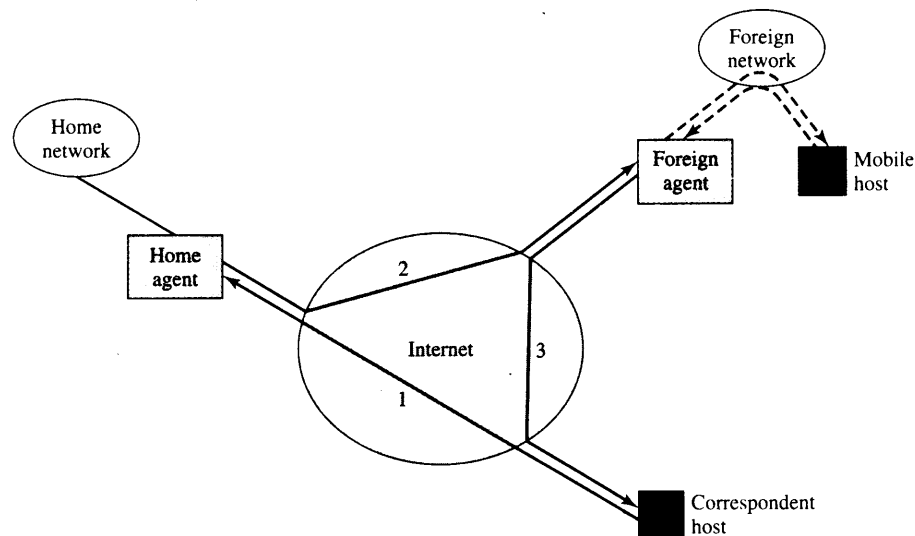 Foreign
network
Home
network
Foreign
agent
Mobile
host
Home
agent
2
Internet
3
1
Correspondent
host